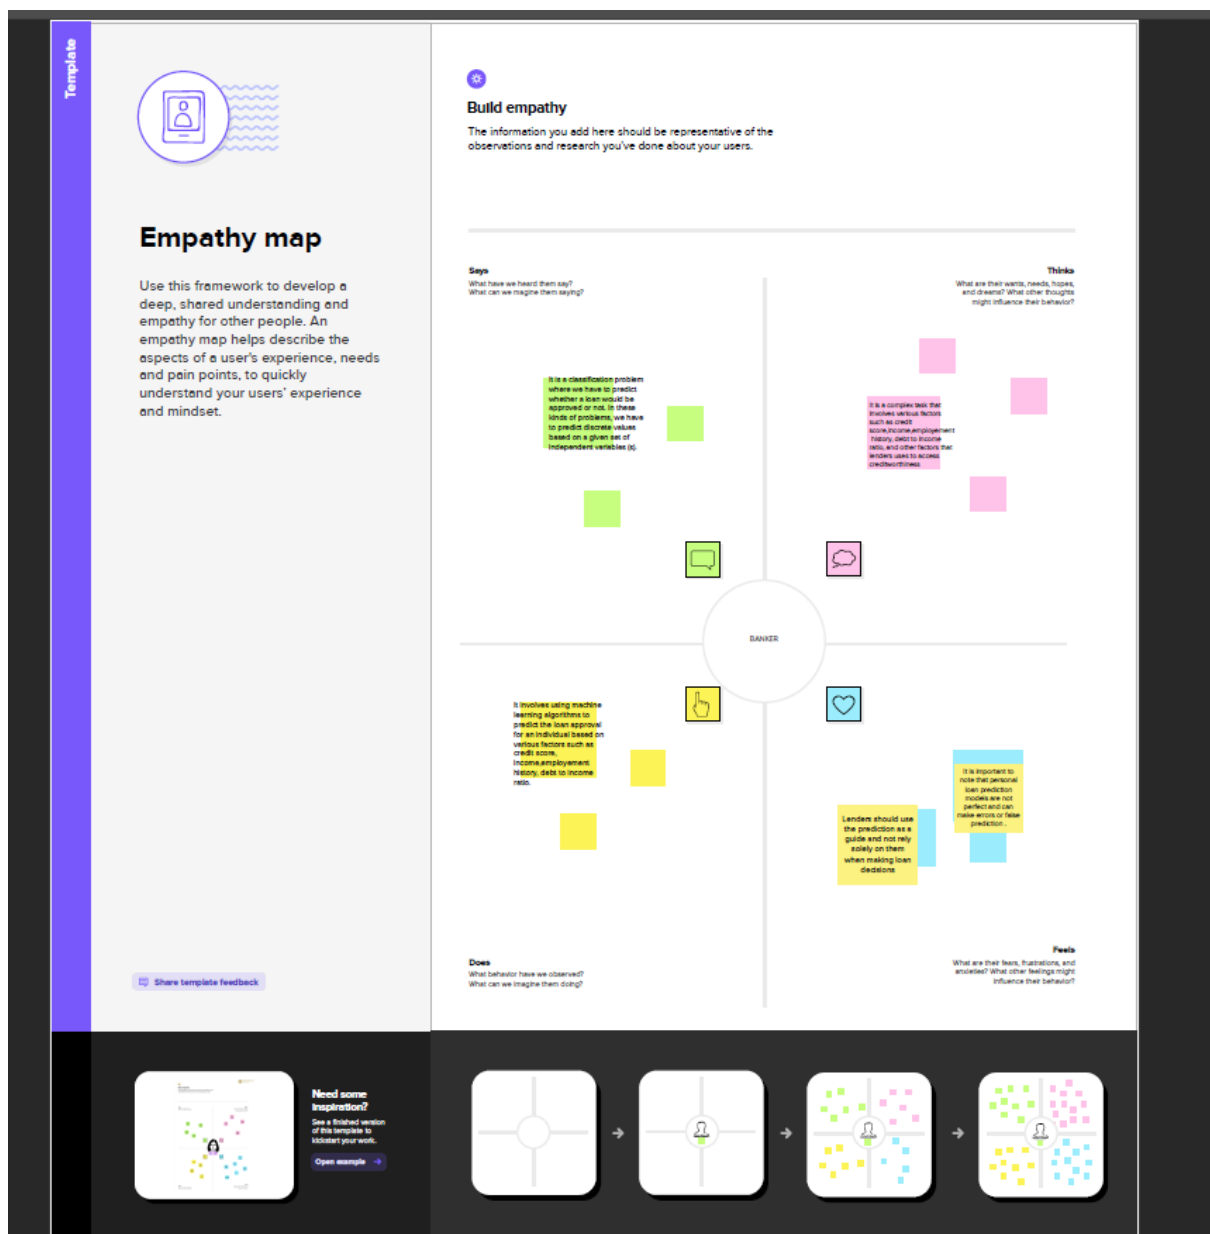 Template
Empathy map
Use this framework to develop a
deep, shared understanding and
empathy for other people. An
empathy map helps describe the
aspects of a user's experience, needs
and pain points, to quickly
understand your users' experience
and mindset.
Share template feedback
Build empathy
The information you add here should be representative of the
observations and research you've done about your users.
Says
What have we heard them say?
What can we imagine them saying?
Thinks
What are their wants, needs, hopes,
and dreams? What other thoughts
might influence their behavior?
It is a classification problem
where we have to predict
whether a loan would be
approved or not. In these
kinds of problems, we have
to predict discrete values
based on a given set of
independent variables (s).
It is a complex task that
involves various factors
such as credit
score,income,employement
history, debt to income
ratio, and other factors that
lenders uses to access
creditworthiness
BANKER
It involves using machine
learning algorithms to
predict the loan approval
for an individual based on
various factors such as
credit score,
income,employement
history, debt to income
ratio.
It is important to
note that personal
loan prediction
models are not
perfect and can
make errors or false
prediction .
Lenders should use
the prediction as a
guide and not rely
solely on them
when making loan
decisions
Does
What behavior have we observed?
What can we imagine them doing?
Feels
What are their fears, frustrations, and
anxieties? What other feelings might
influence their behavior?
Need some
inspiration?
See a finished version
of this template to
kickstart your work.
Open example